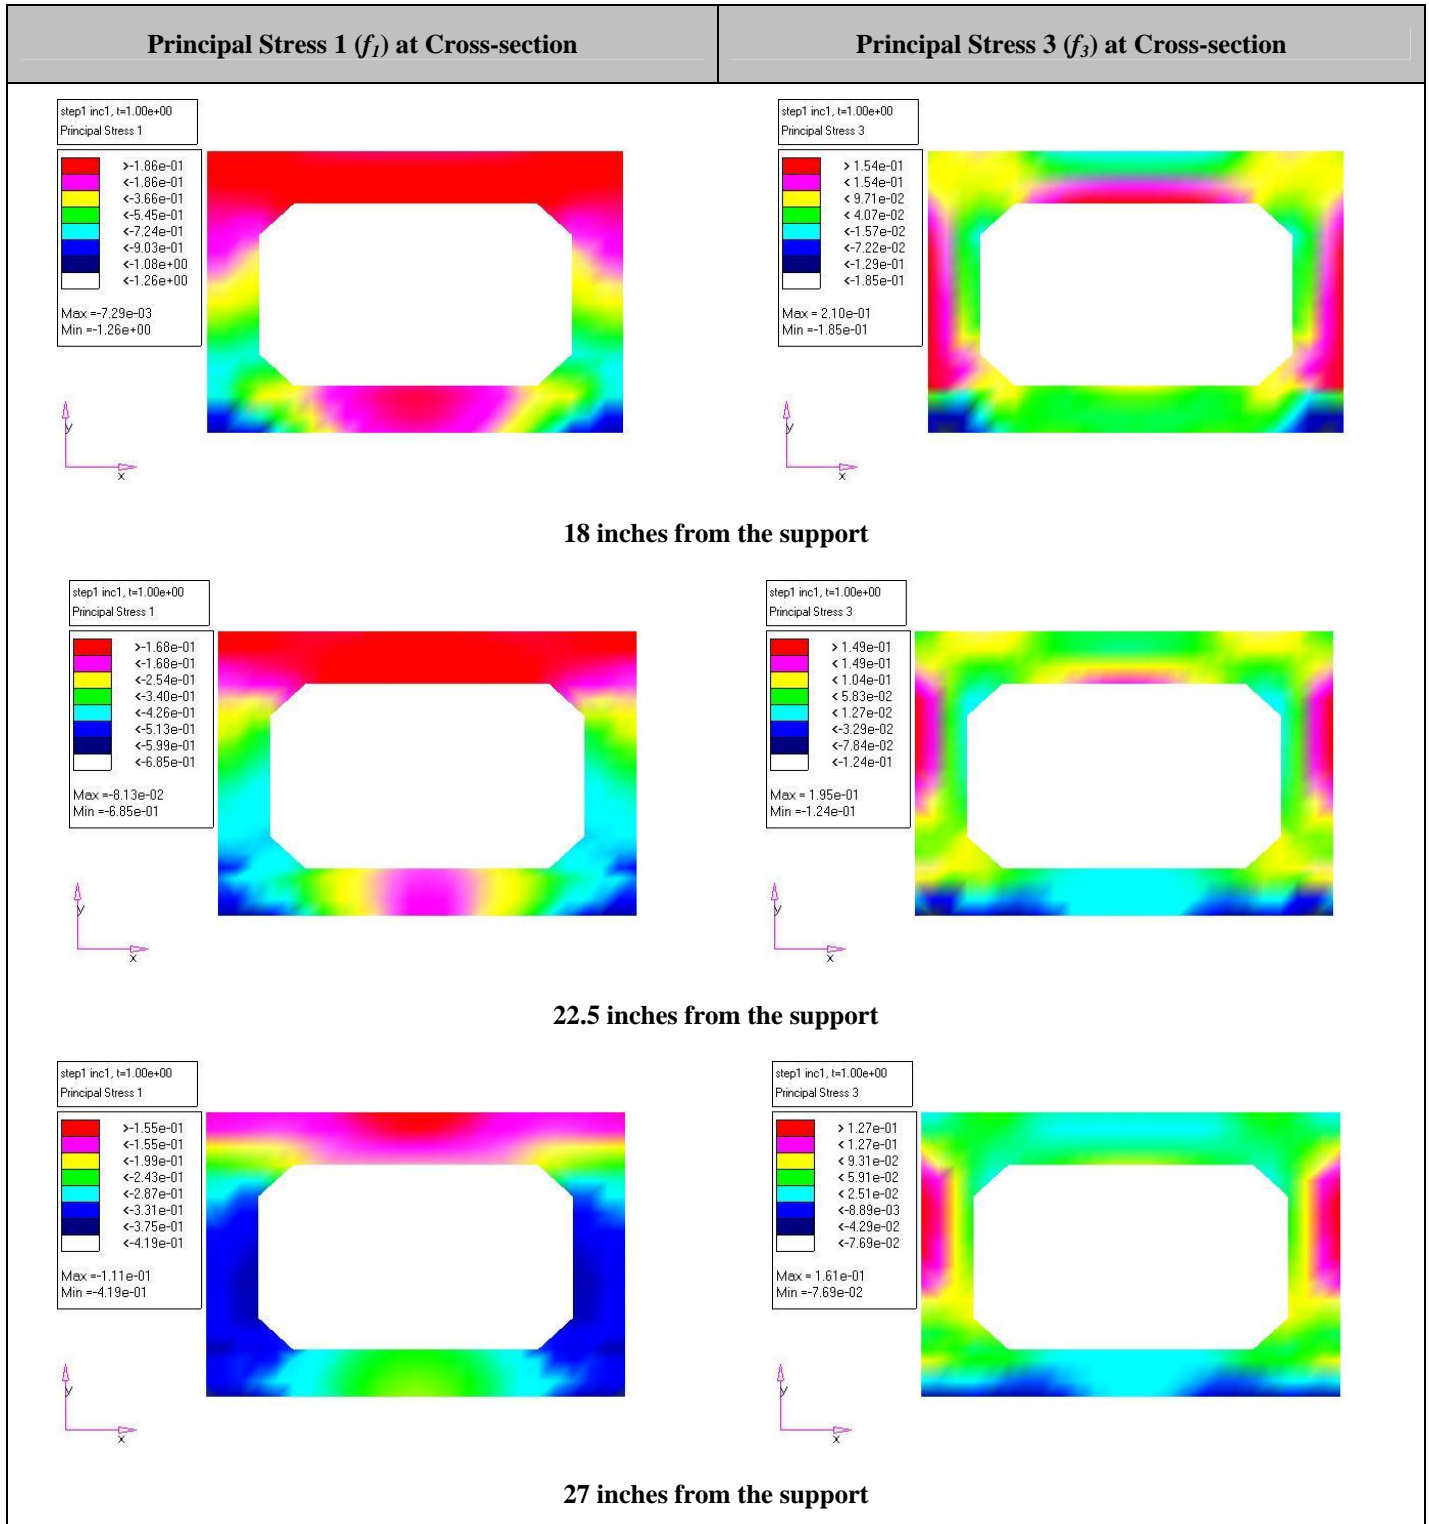 Principal Stress 1 (f1) at Cross-section
Principal Stress 3 (f3) at Cross-section
step1 inc1, t=1.00e+00
Principal Stress 1
>-1.86e-01
<-1.86e-01
<-3.66e-01
<-5.45e-01
<-7.24e-01
<-9.03e-01
<-1.08e+00
<-1.26e+00
Max =-7.29e-03
Min =-1.26e+00
y
x
step1 inc1, t=1.00e+00
Principal Stress 3
> 1.54e-01
< 1.54e-01
< 9.71e-02
< 4.07e-02
<-1.57e-02
<-7.22e-02
<-1.29e-01
<-1.85e-01
Max = 2.10e-01
Min =-1.85e-01
y
x
18 inches from the support
step1 inc1, t=1.00e+00
Principal Stress 1
>-1.68e-01
<-1.68e-01
<-2.54e-01
<-3.40e-01
<-4.26e-01
<-5.13e-01
<-5.99e-01
<-6.85e-01
Max =-8.13e-02
Min =-6.85e-01
y
x
step1 inc1, t=1.00e+00
Principal Stress 3
> 1.49e-01
< 1.49e-01
< 1.04e-01
< 5.83e-02
< 1.27e-02
<-3.29e-02
<-7.84e-02
<-1.24e-01
Max = 1.95e-01
Min =-1.24e-01
y
x
22.5 inches from the support
step1 inc1, t=1.00e+00
Principal Stress 1
>-1.55e-01
<-1.55e-01
<-1.99e-01
<-2.43e-01
<-2.87e-01
<-3.31e-01
<-3.75e-01
<-4.19e-01
Max =-1.11e-01
Min =-4.19e-01
y
x
step1 inc1, t=1.00e+00
Principal Stress 3
> 1.27e-01
< 1.27e-01
< 9.31e-02
< 5.91e-02
< 2.51e-02
<-8.89e-03
<-4.29e-02
<-7.69e-02
Max = 1.61e-01
Min =-7.69e-02
y
x
27 inches from the support